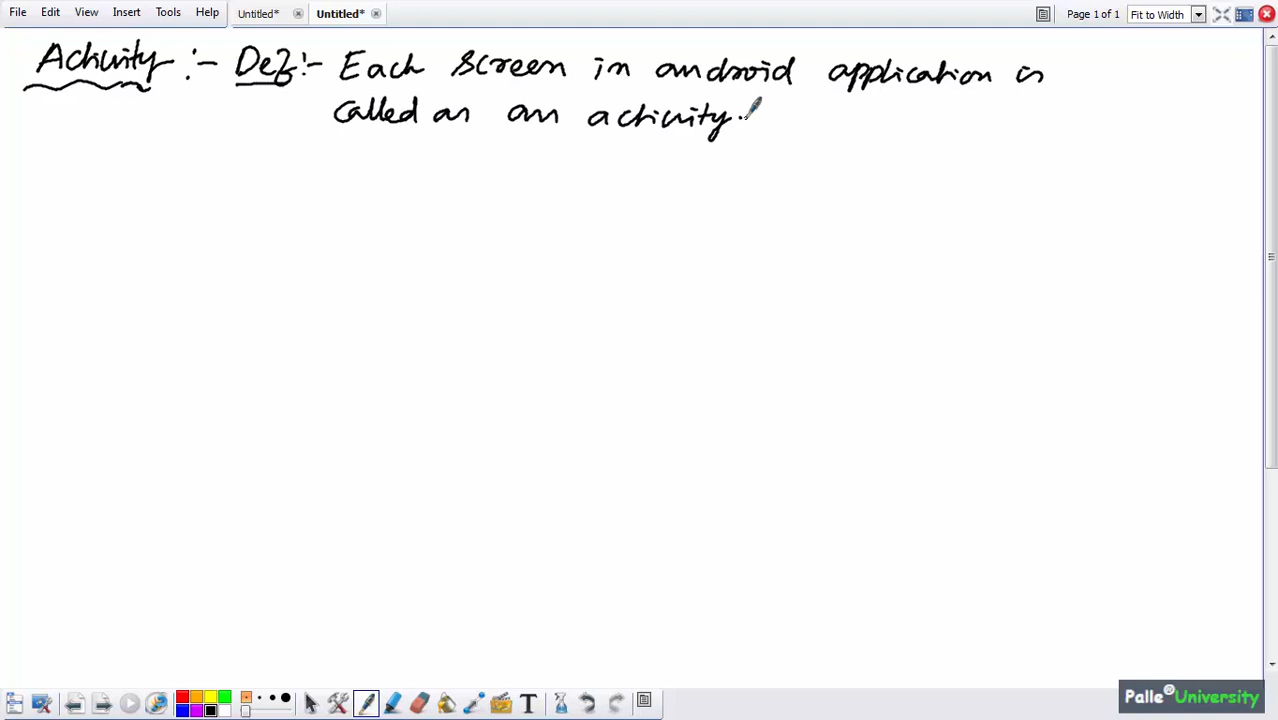 File Edit View Insert Tools Help Untitled* Untitled* Page 1 of 1 Fit to Width
Activity :- Def:- Each screen in android application is
called as an activity.
T
Palle University